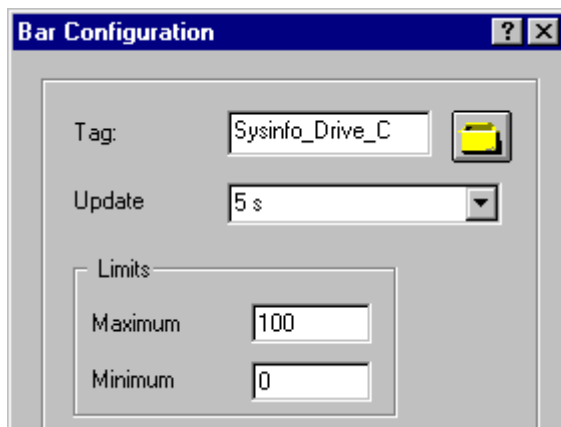 Bar Configuration
Tag: Sysinfo_Drive_C
Update 5 s
Limits
Maximum 100
Minimum 0